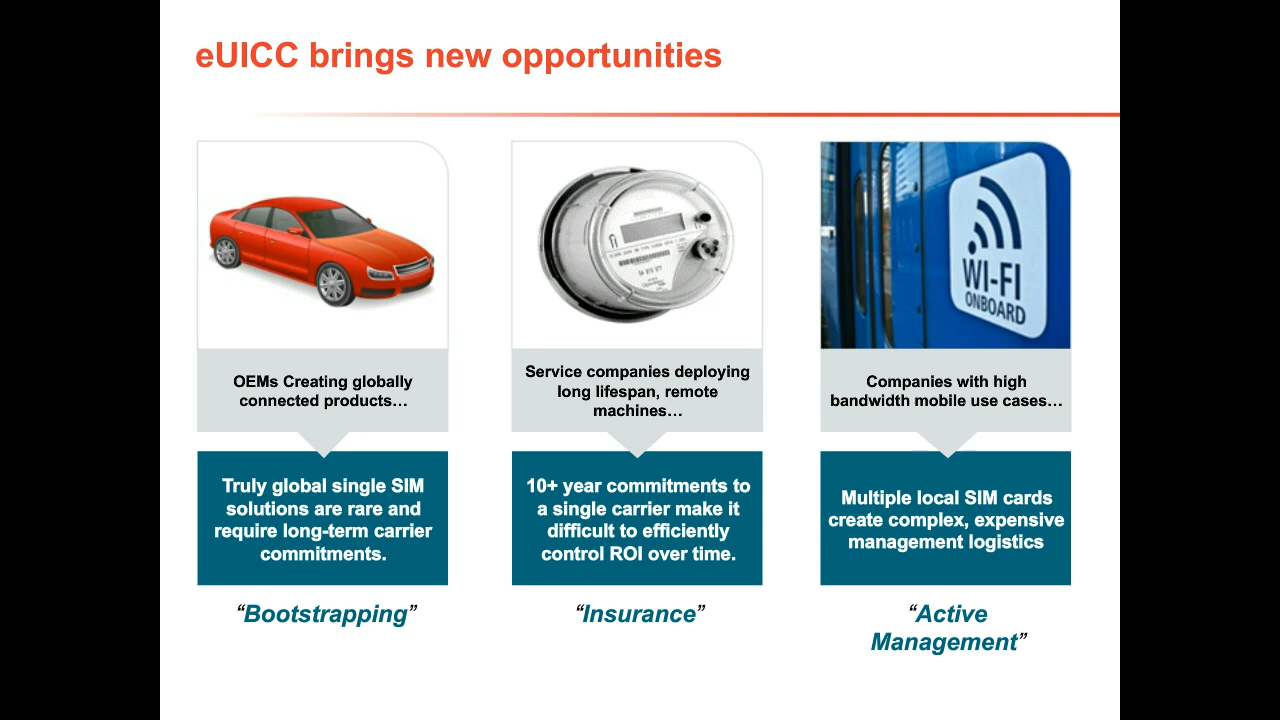 eUICC brings new opportunities
WI-FI
ONBOARD
OEMs Creating globally
connected products…
Service companies deploying
long lifespan, remote
machines…
Companies with high
bandwidth mobile use cases…
Truly global single SIM
solutions are rare and
require long-term carrier
commitments.
10+ year commitments to
a single carrier make it
difficult to efficiently
control ROI over time.
Multiple local SIM cards
create complex, expensive
management logistics
“Bootstrapping”
“Insurance”
“Active
Management”